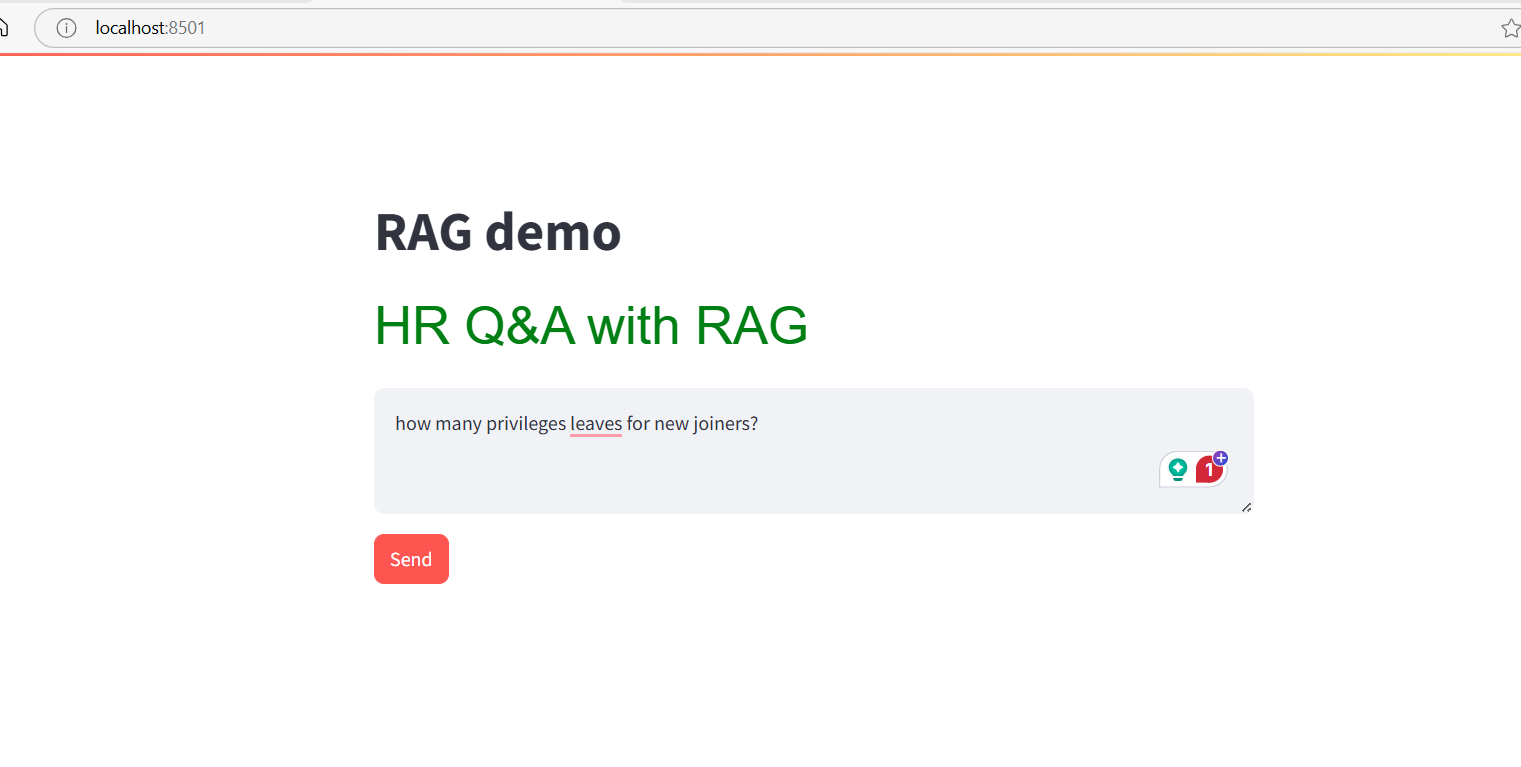 localhost:8501
RAG demo
HR Q&A with RAG
how many privileges leaves for new joiners?
1
Send